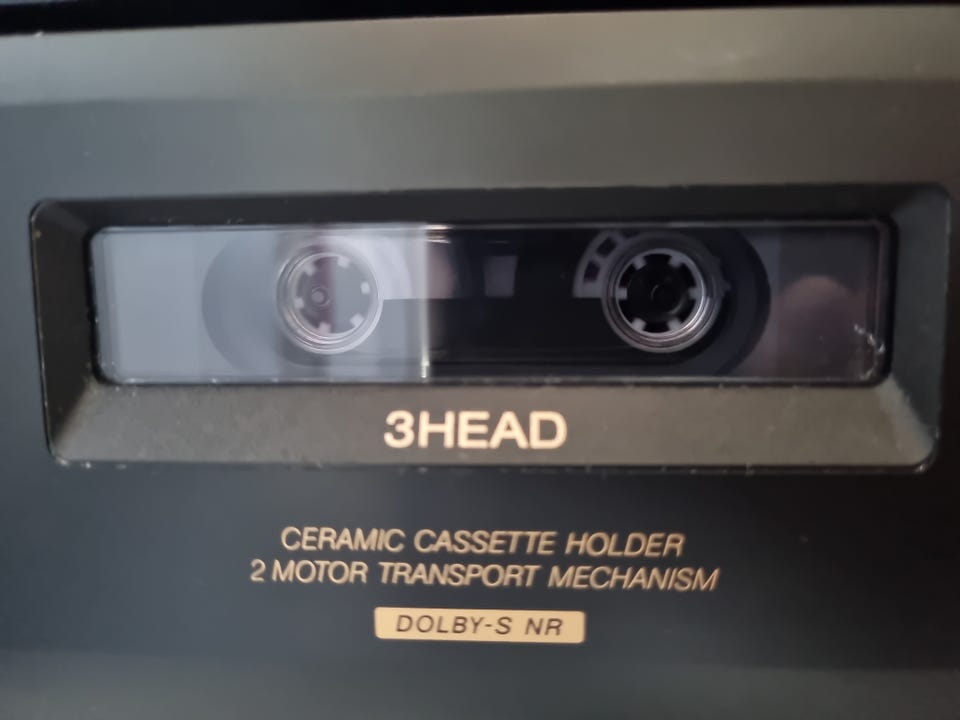 3HEAD
CERAMIC CASSETTE HOLDER
2 MOTOR TRANSPORT MECHANISM
DOLBY-S NR